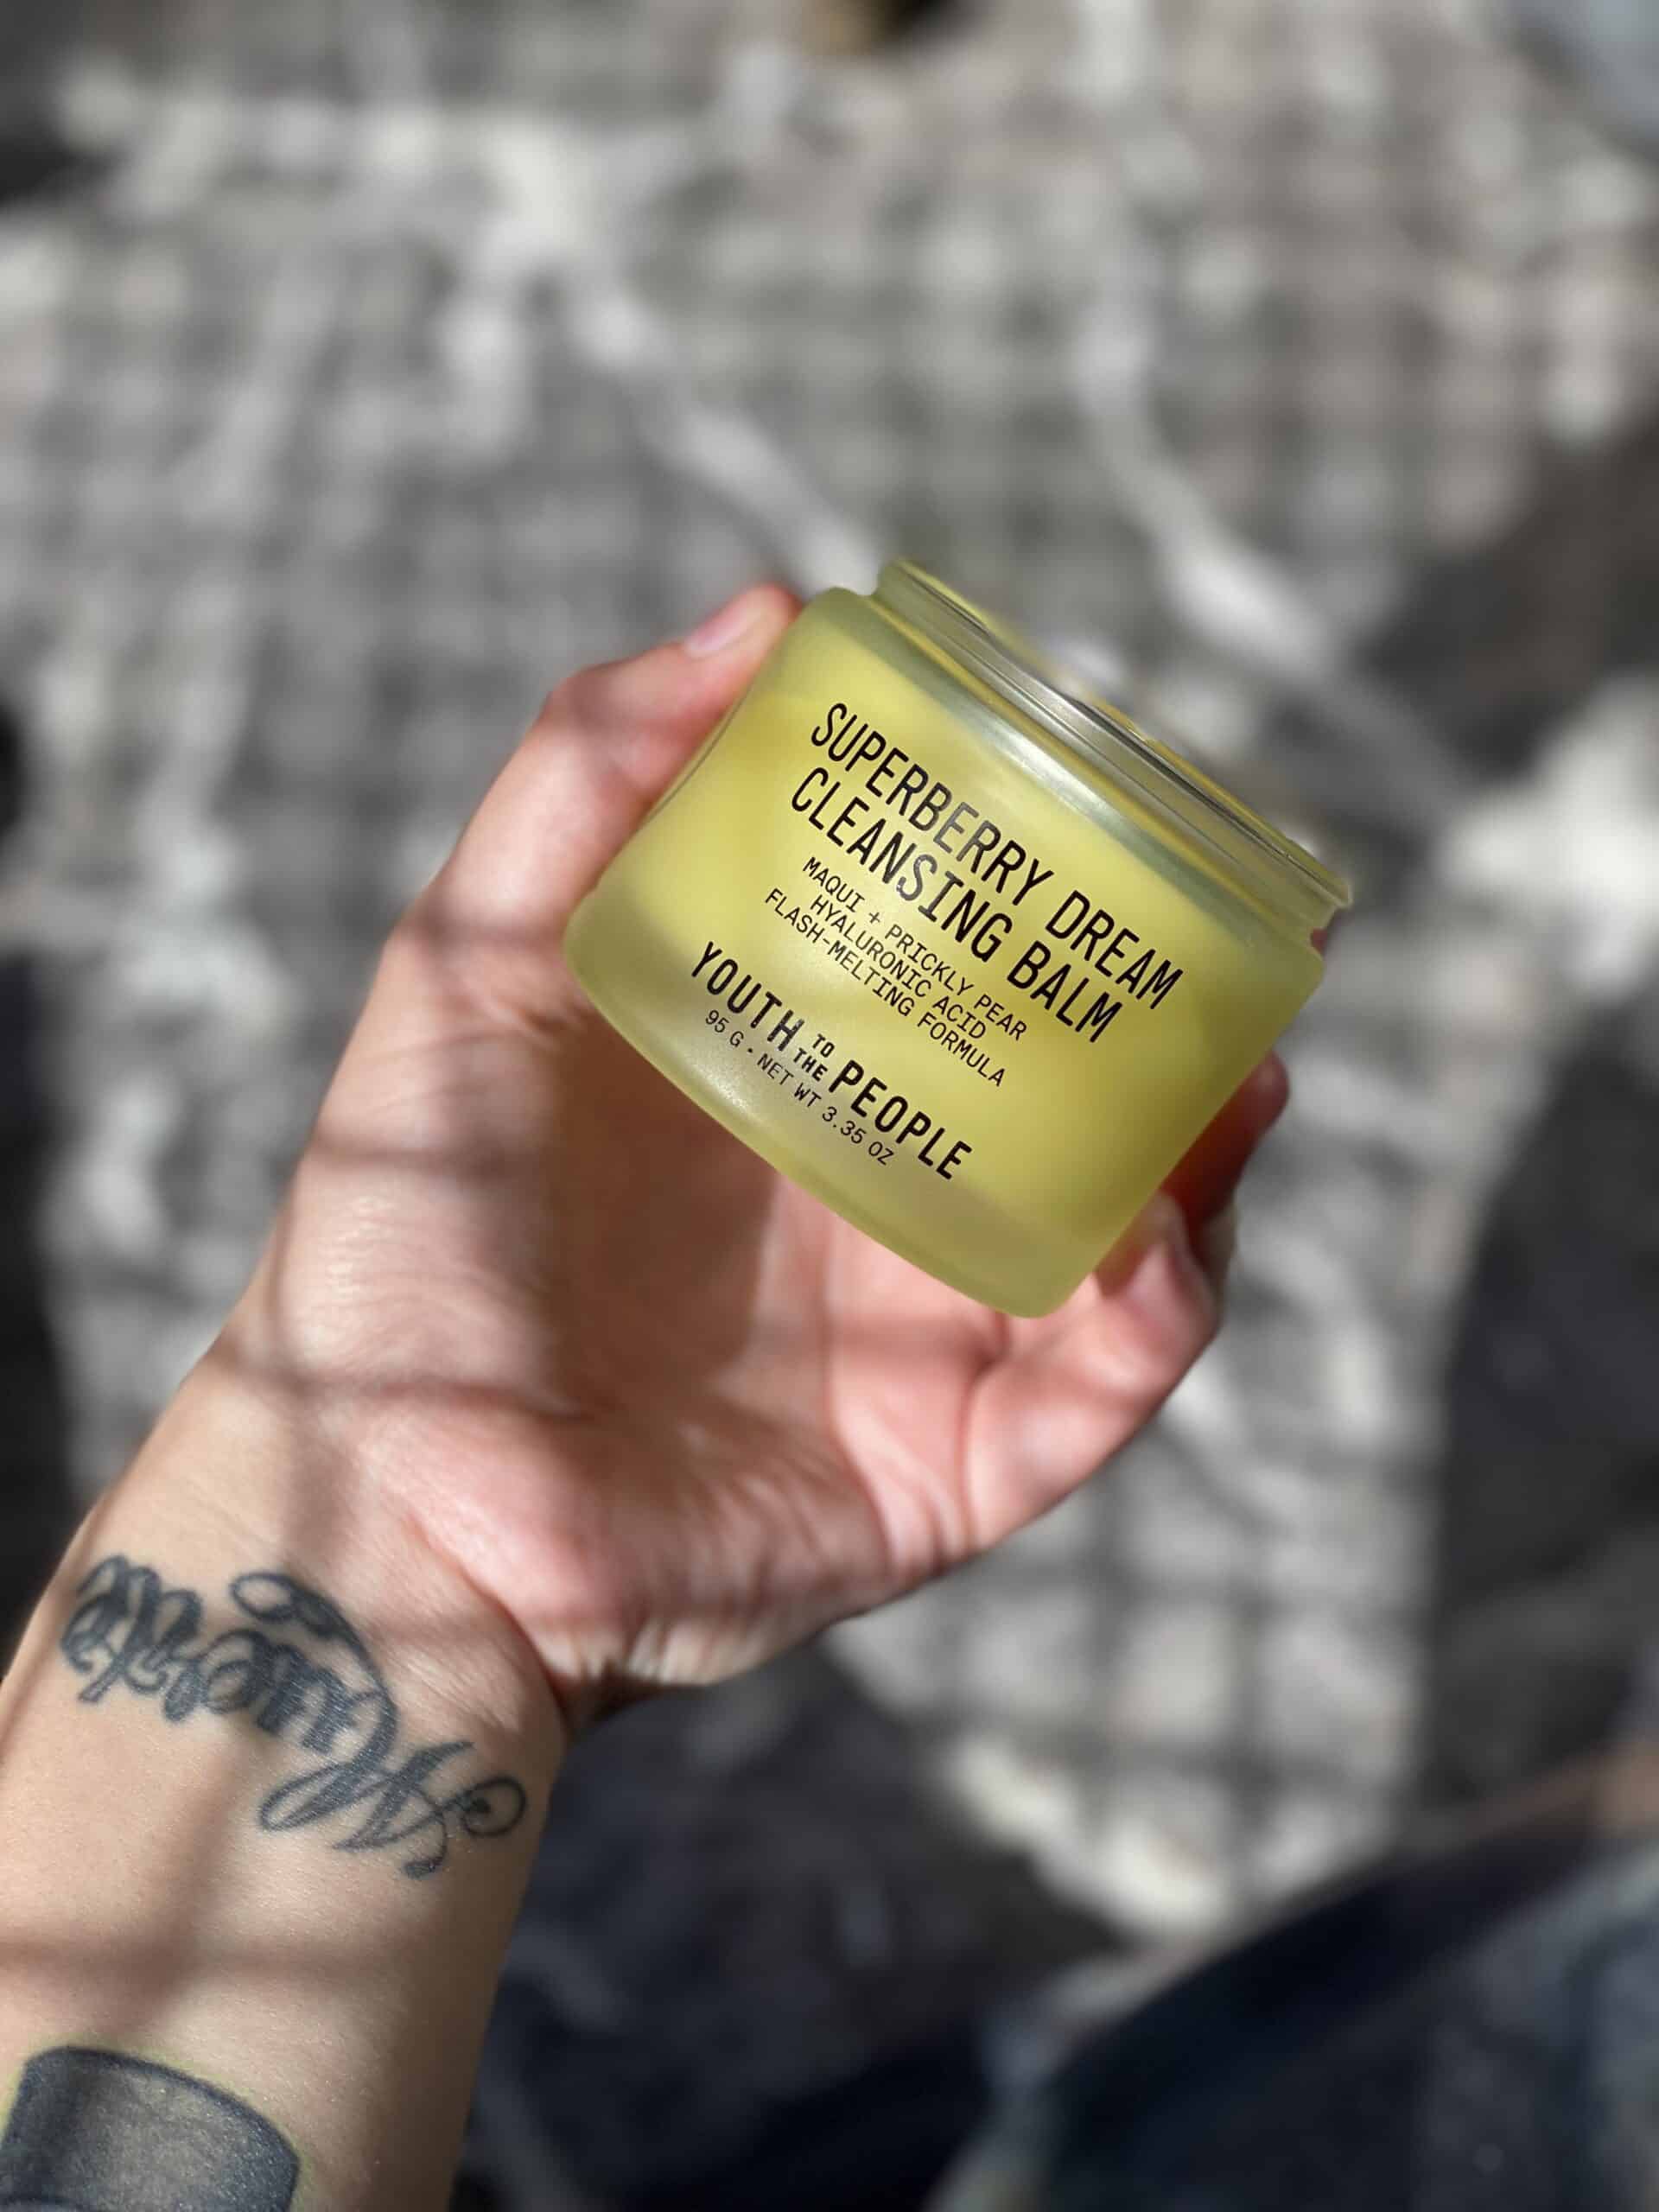 SUPERBERRY DREAM
CLEANSING BALM
MAQUI + PRICKLY PEAR
HYALURONIC ACID
FLASH-MELTING FORMULA
YOUTH TO THE PEOPLE
95 G - NET WT 3.35 OZ